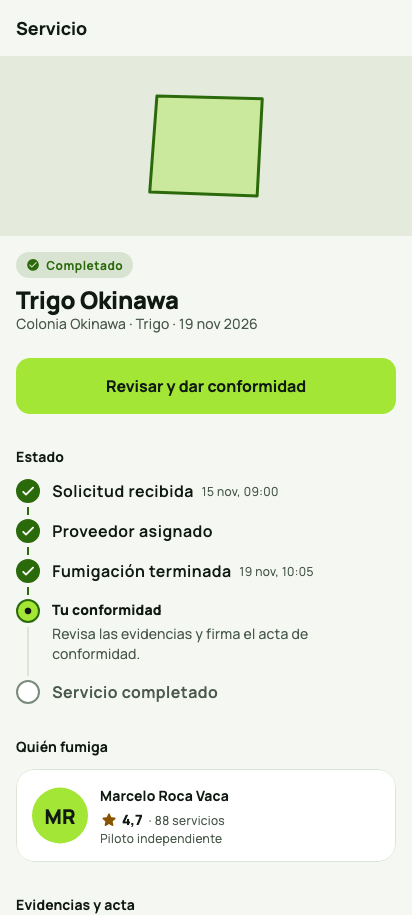 Servicio
Completado
Trigo Okinawa
Colonia Okinawa · Trigo · 19 nov 2026
Revisar y dar conformidad
Estado
Solicitud recibida 15 nov, 09:00
Proveedor asignado
Fumigación terminada 19 nov, 10:05
Tu conformidad
Revisa las evidencias y firma el acta de
conformidad.
Servicio completado
Quién fumiga
MR
Marcelo Roca Vaca
4,7 · 88 servicios
Piloto independiente
Evidencias y acta